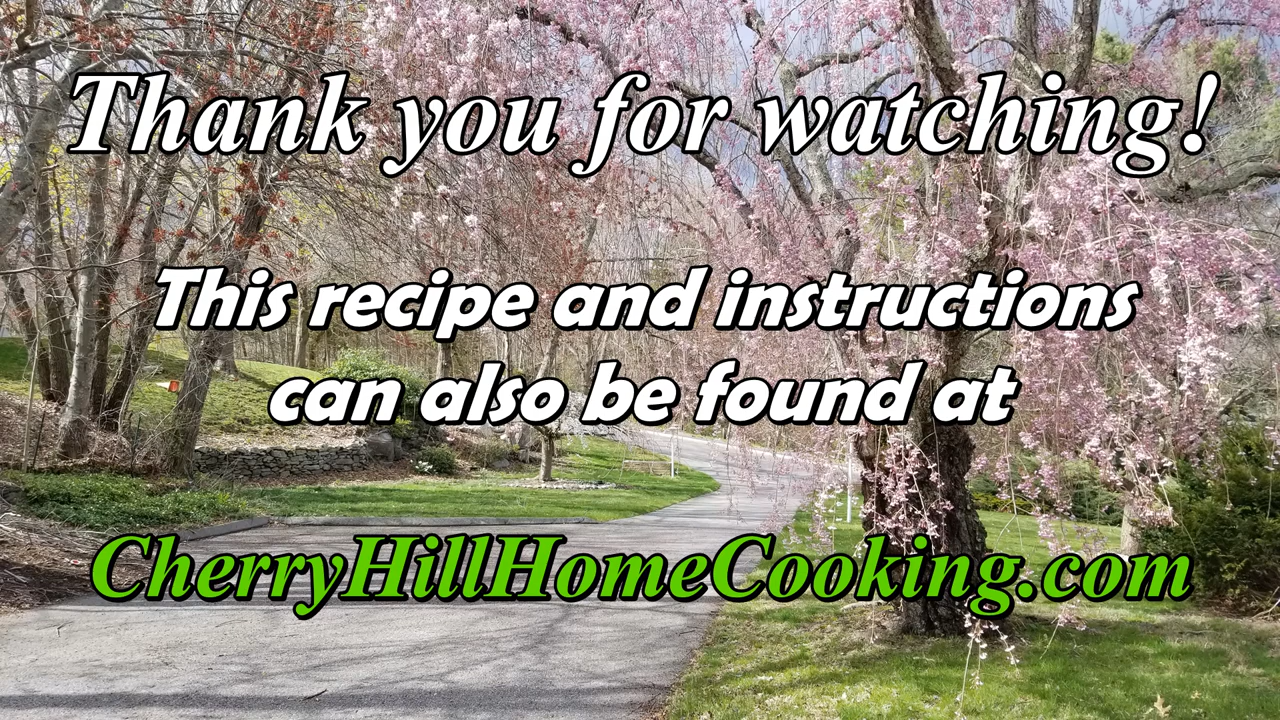 Thank you for watching!
This recipe and instructions
can also be found at
CherryHillHomeCooking.com